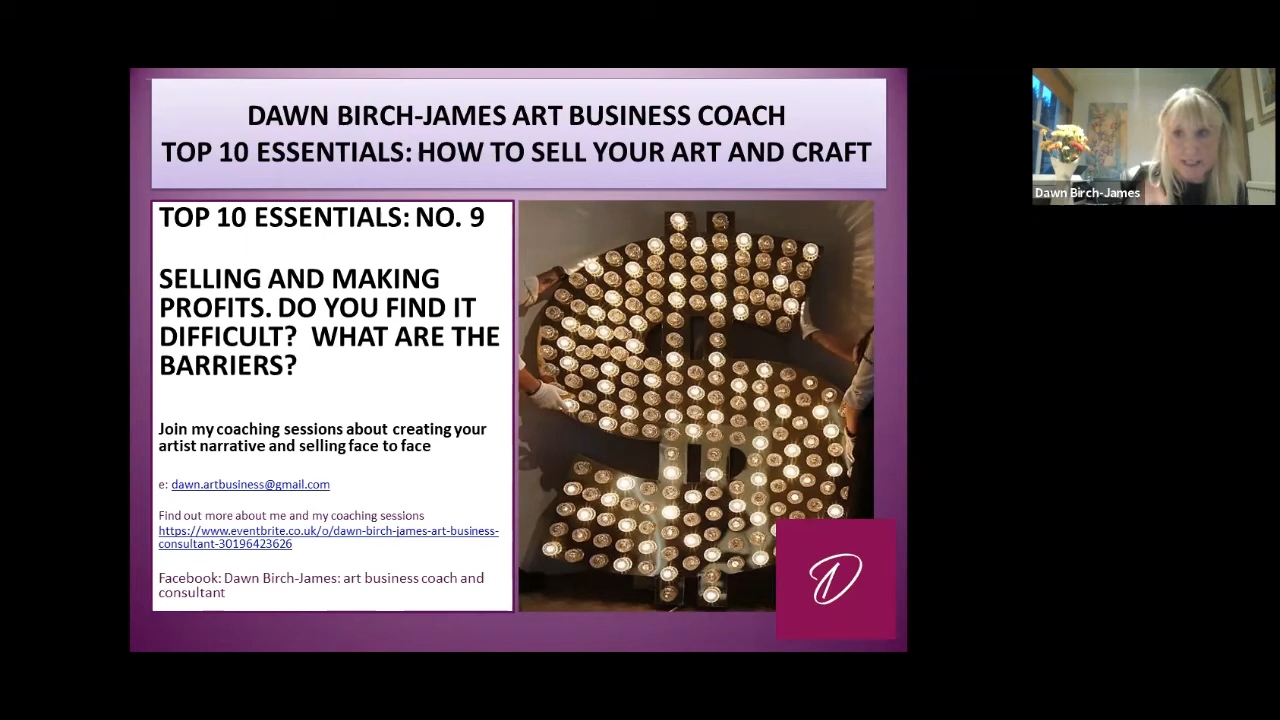 DAWN BIRCH-JAMES ART BUSINESS COACH
TOP 10 ESSENTIALS: HOW TO SELL YOUR ART AND CRAFT
TOP 10 ESSENTIALS: NO. 9
SELLING AND MAKING
PROFITS. DO YOU FIND IT
DIFFICULT?  WHAT ARE THE
BARRIERS?
Join my coaching sessions about creating your
artist narrative and selling face to face
e: dawn.artbusiness@gmail.com
Find out more about me and my coaching sessions
https://www.eventbrite.co.uk/o/dawn-birch-james-art-business-
consultant-30196423626
Facebook: Dawn Birch-James: art business coach and
consultant
D
Dawn Birch-James